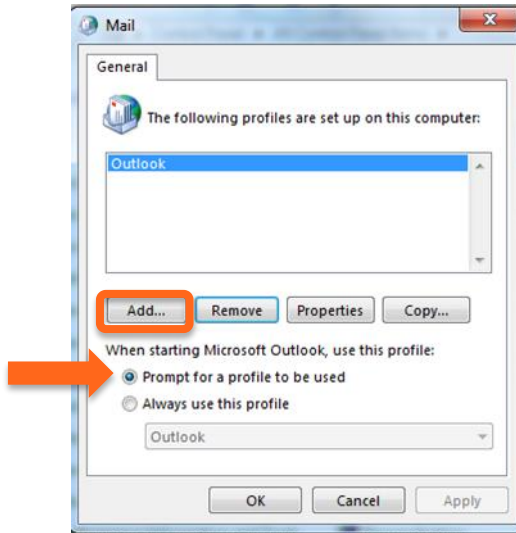 Mail
General
The following profiles are set up on this computer:
Outlook
Add... Remove Properties Copy...
When starting Microsoft Outlook, use this profile:
Prompt for a profile to be used
Always use this profile
Outlook
OK Cancel Apply